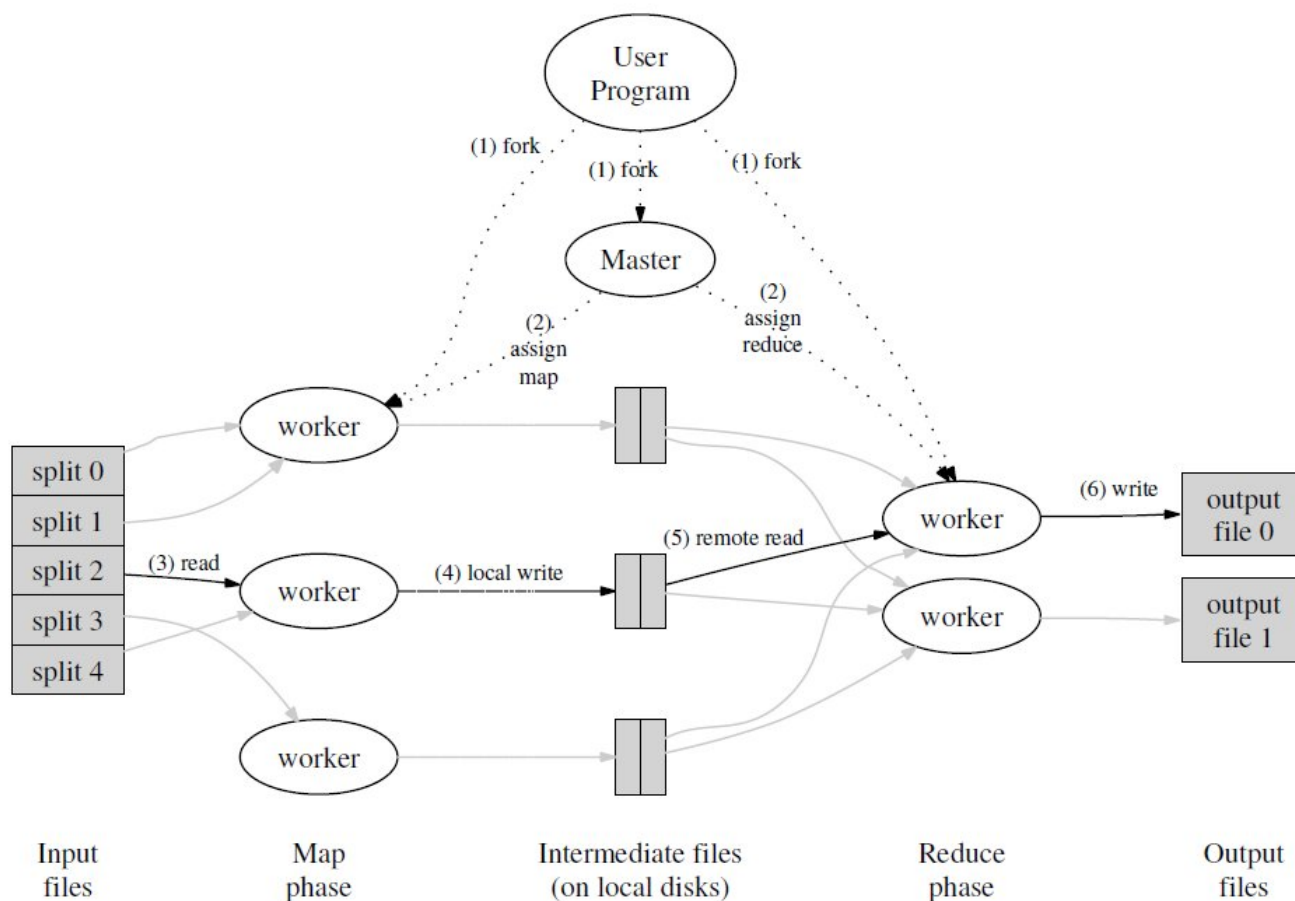 User
Program
(1) fork
(1) fork
(1) fork
Master
(2)
assign
map
(2)
assign
reduce
worker
split 0
split 1
split 2
split 3
split 4
(3) read
worker
(4) local write
worker
(5) remote read
worker
(6) write
output
file 0
worker
output
file 1
Input
files
Map
phase
Intermediate files
(on local disks)
Reduce
phase
Output
files